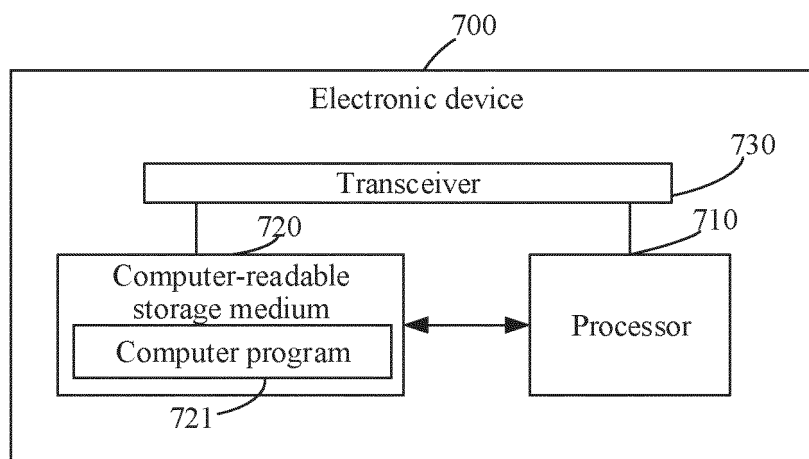 700
Electronic device
730
Transceiver
720
710
Computer-readable
storage medium
Processor
Computer program
721